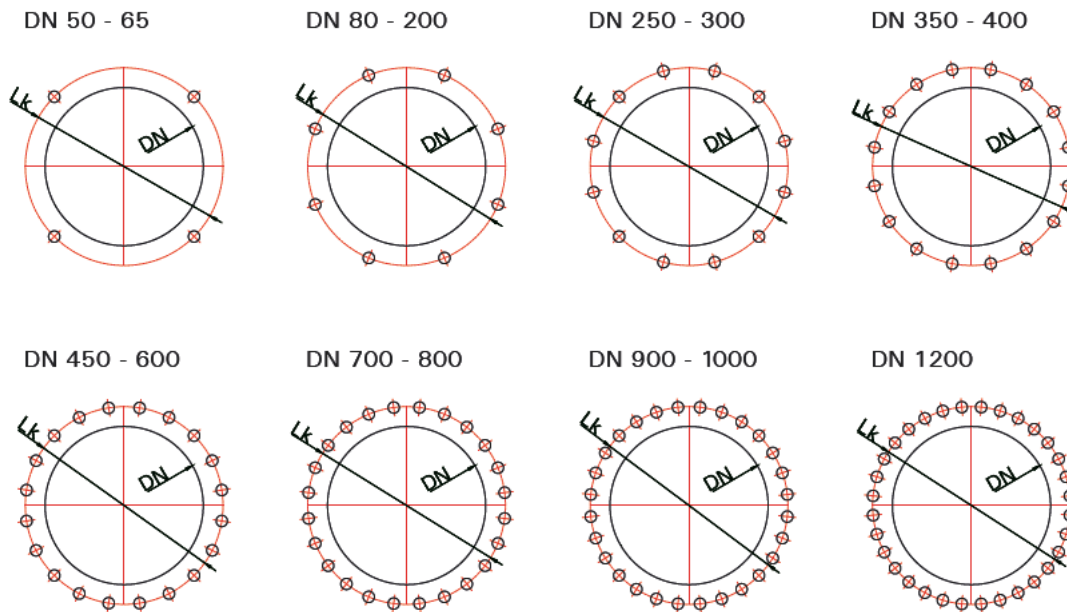 DN 50 - 65
DN 80 - 200
DN 250 - 300
DN 350 - 400
Lk
DN
Lk
DN
Lk
DN
Lk
DN
DN 450 - 600
DN 700 - 800
DN 900 - 1000
DN 1200
Lk
DN
Lk
DN
Lk
DN
Lk
DN